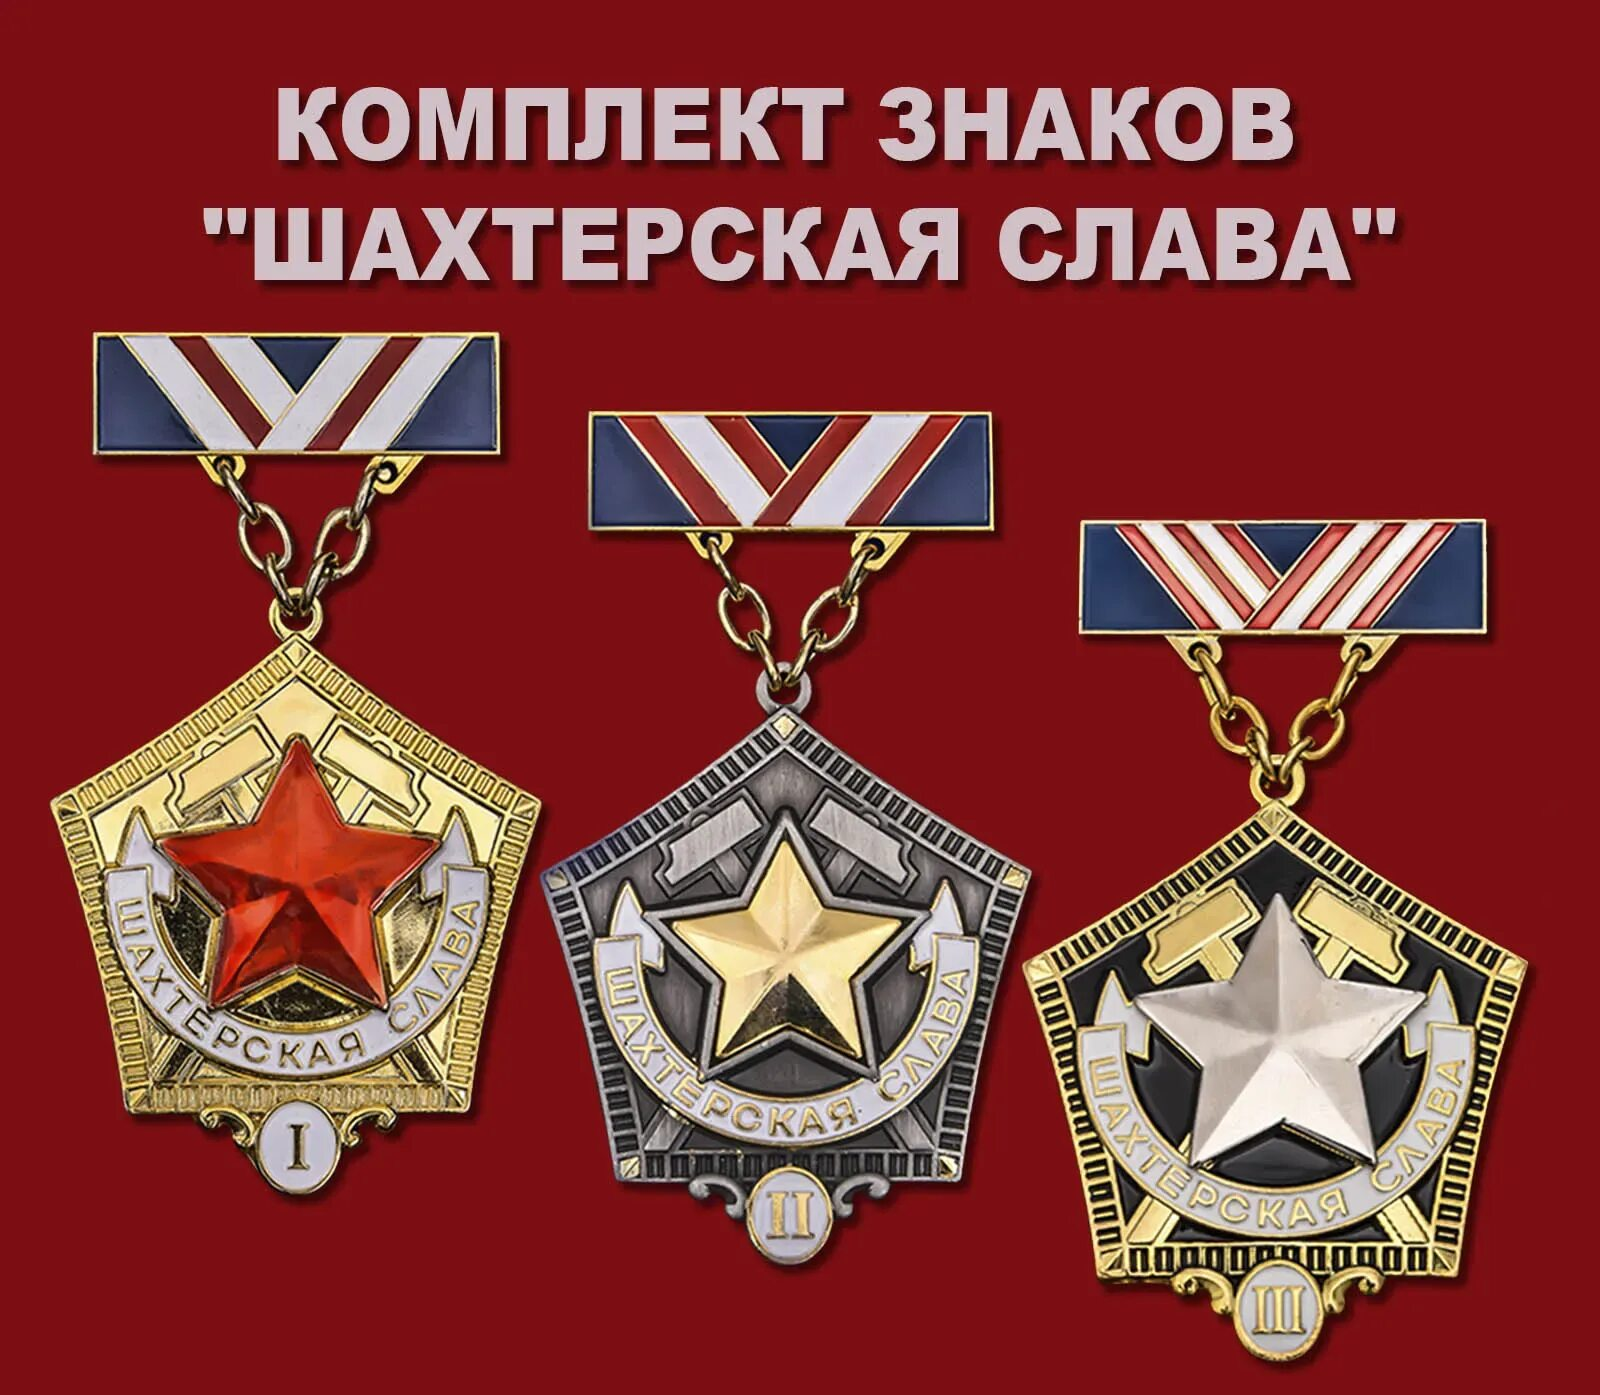 КОМПЛЕКТ ЗНАКОВ
"ШАХТЕРСКАЯ СЛАВА"
ШАХТЕРСКАЯ СЛАВА
I
ШАХТЕРСКАЯ СЛАВА
II
ШАХТЕРСКАЯ СЛАВА
III